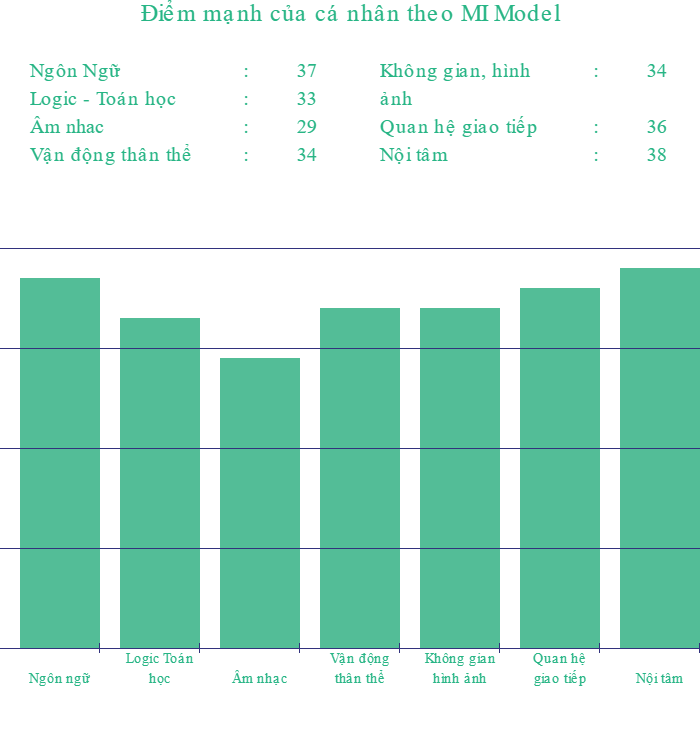 Điểm mạnh của cá nhân theo MI Model
Ngôn Ngữ : 37 Không gian, hình : 34
Logic - Toán học : 33 ảnh
Âm nhac : 29 Quan hệ giao tiếp : 36
Vận động thân thể : 34 Nội tâm : 38
Logic Toán Vận động Không gian Quan hệ
Ngôn ngữ học Âm nhạc thân thể hình ảnh giao tiếp Nội tâm